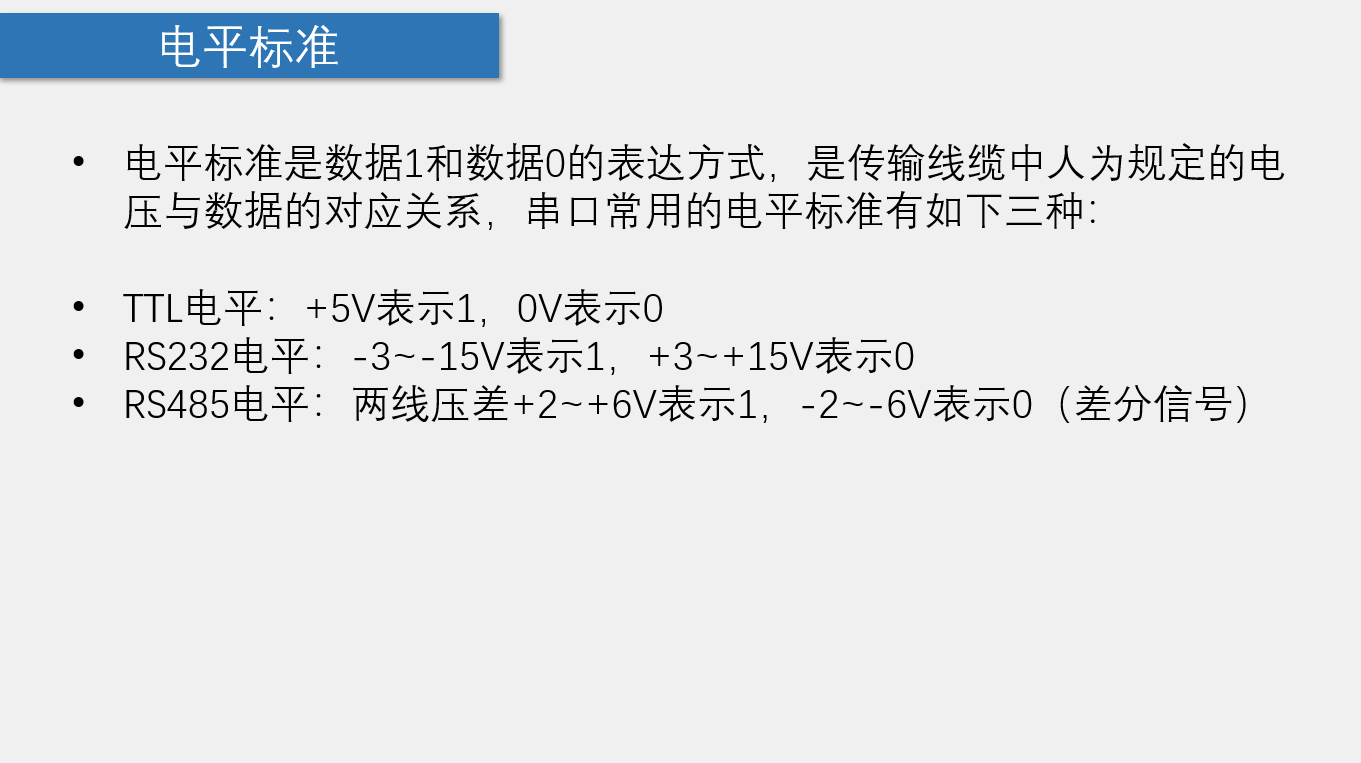 电平标准
• 电平标准是数据1和数据0的表达方式，是传输线缆中人为规定的电
压与数据的对应关系，串口常用的电平标准有如下三种：
• TTL电平：+5V表示1，0V表示0
• RS232电平：-3~-15V表示1，+3~+15V表示0
• RS485电平：两线压差+2~+6V表示1，-2~-6V表示0（差分信号）